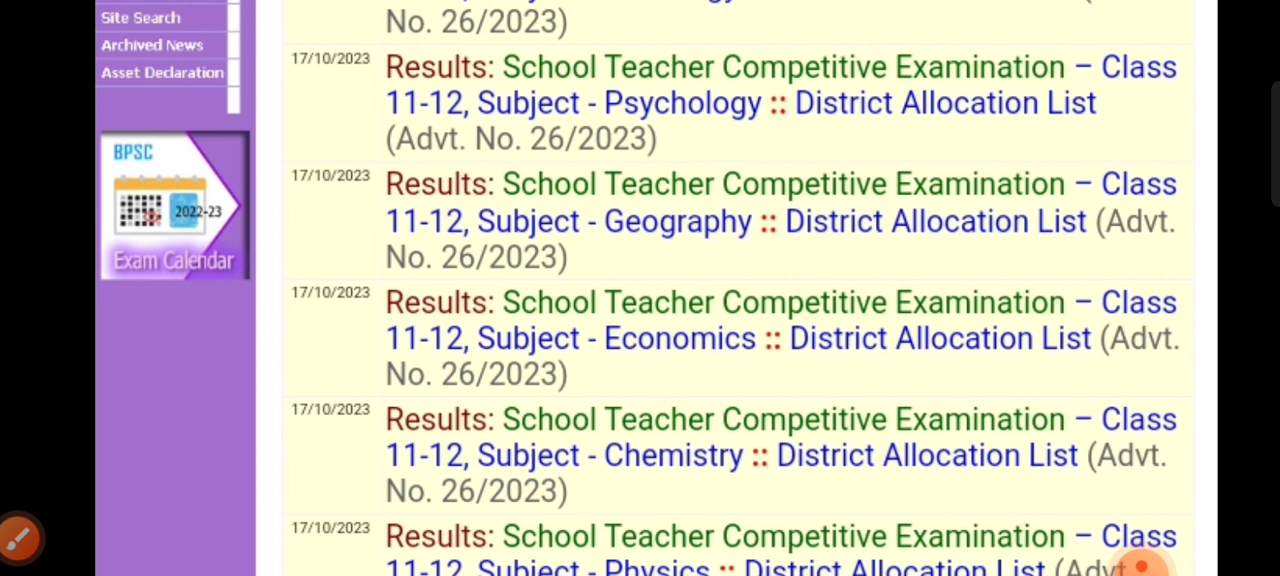 Site Search
Archived News
Asset Declaration
BPSC
2022-23
Exam Calendar
No. 26/2023)
17/10/2023
Results: School Teacher Competitive Examination – Class
11-12, Subject - Psychology :: District Allocation List
(Advt. No. 26/2023)
17/10/2023
Results: School Teacher Competitive Examination – Class
11-12, Subject - Geography :: District Allocation List (Advt.
No. 26/2023)
17/10/2023
Results: School Teacher Competitive Examination – Class
11-12, Subject - Economics :: District Allocation List (Advt.
No. 26/2023)
17/10/2023
Results: School Teacher Competitive Examination – Class
11-12, Subject - Chemistry :: District Allocation List (Advt.
No. 26/2023)
17/10/2023
Results: School Teacher Competitive Examination – Class
11-12, Subject - Physics :: District Allocation List (Advt.